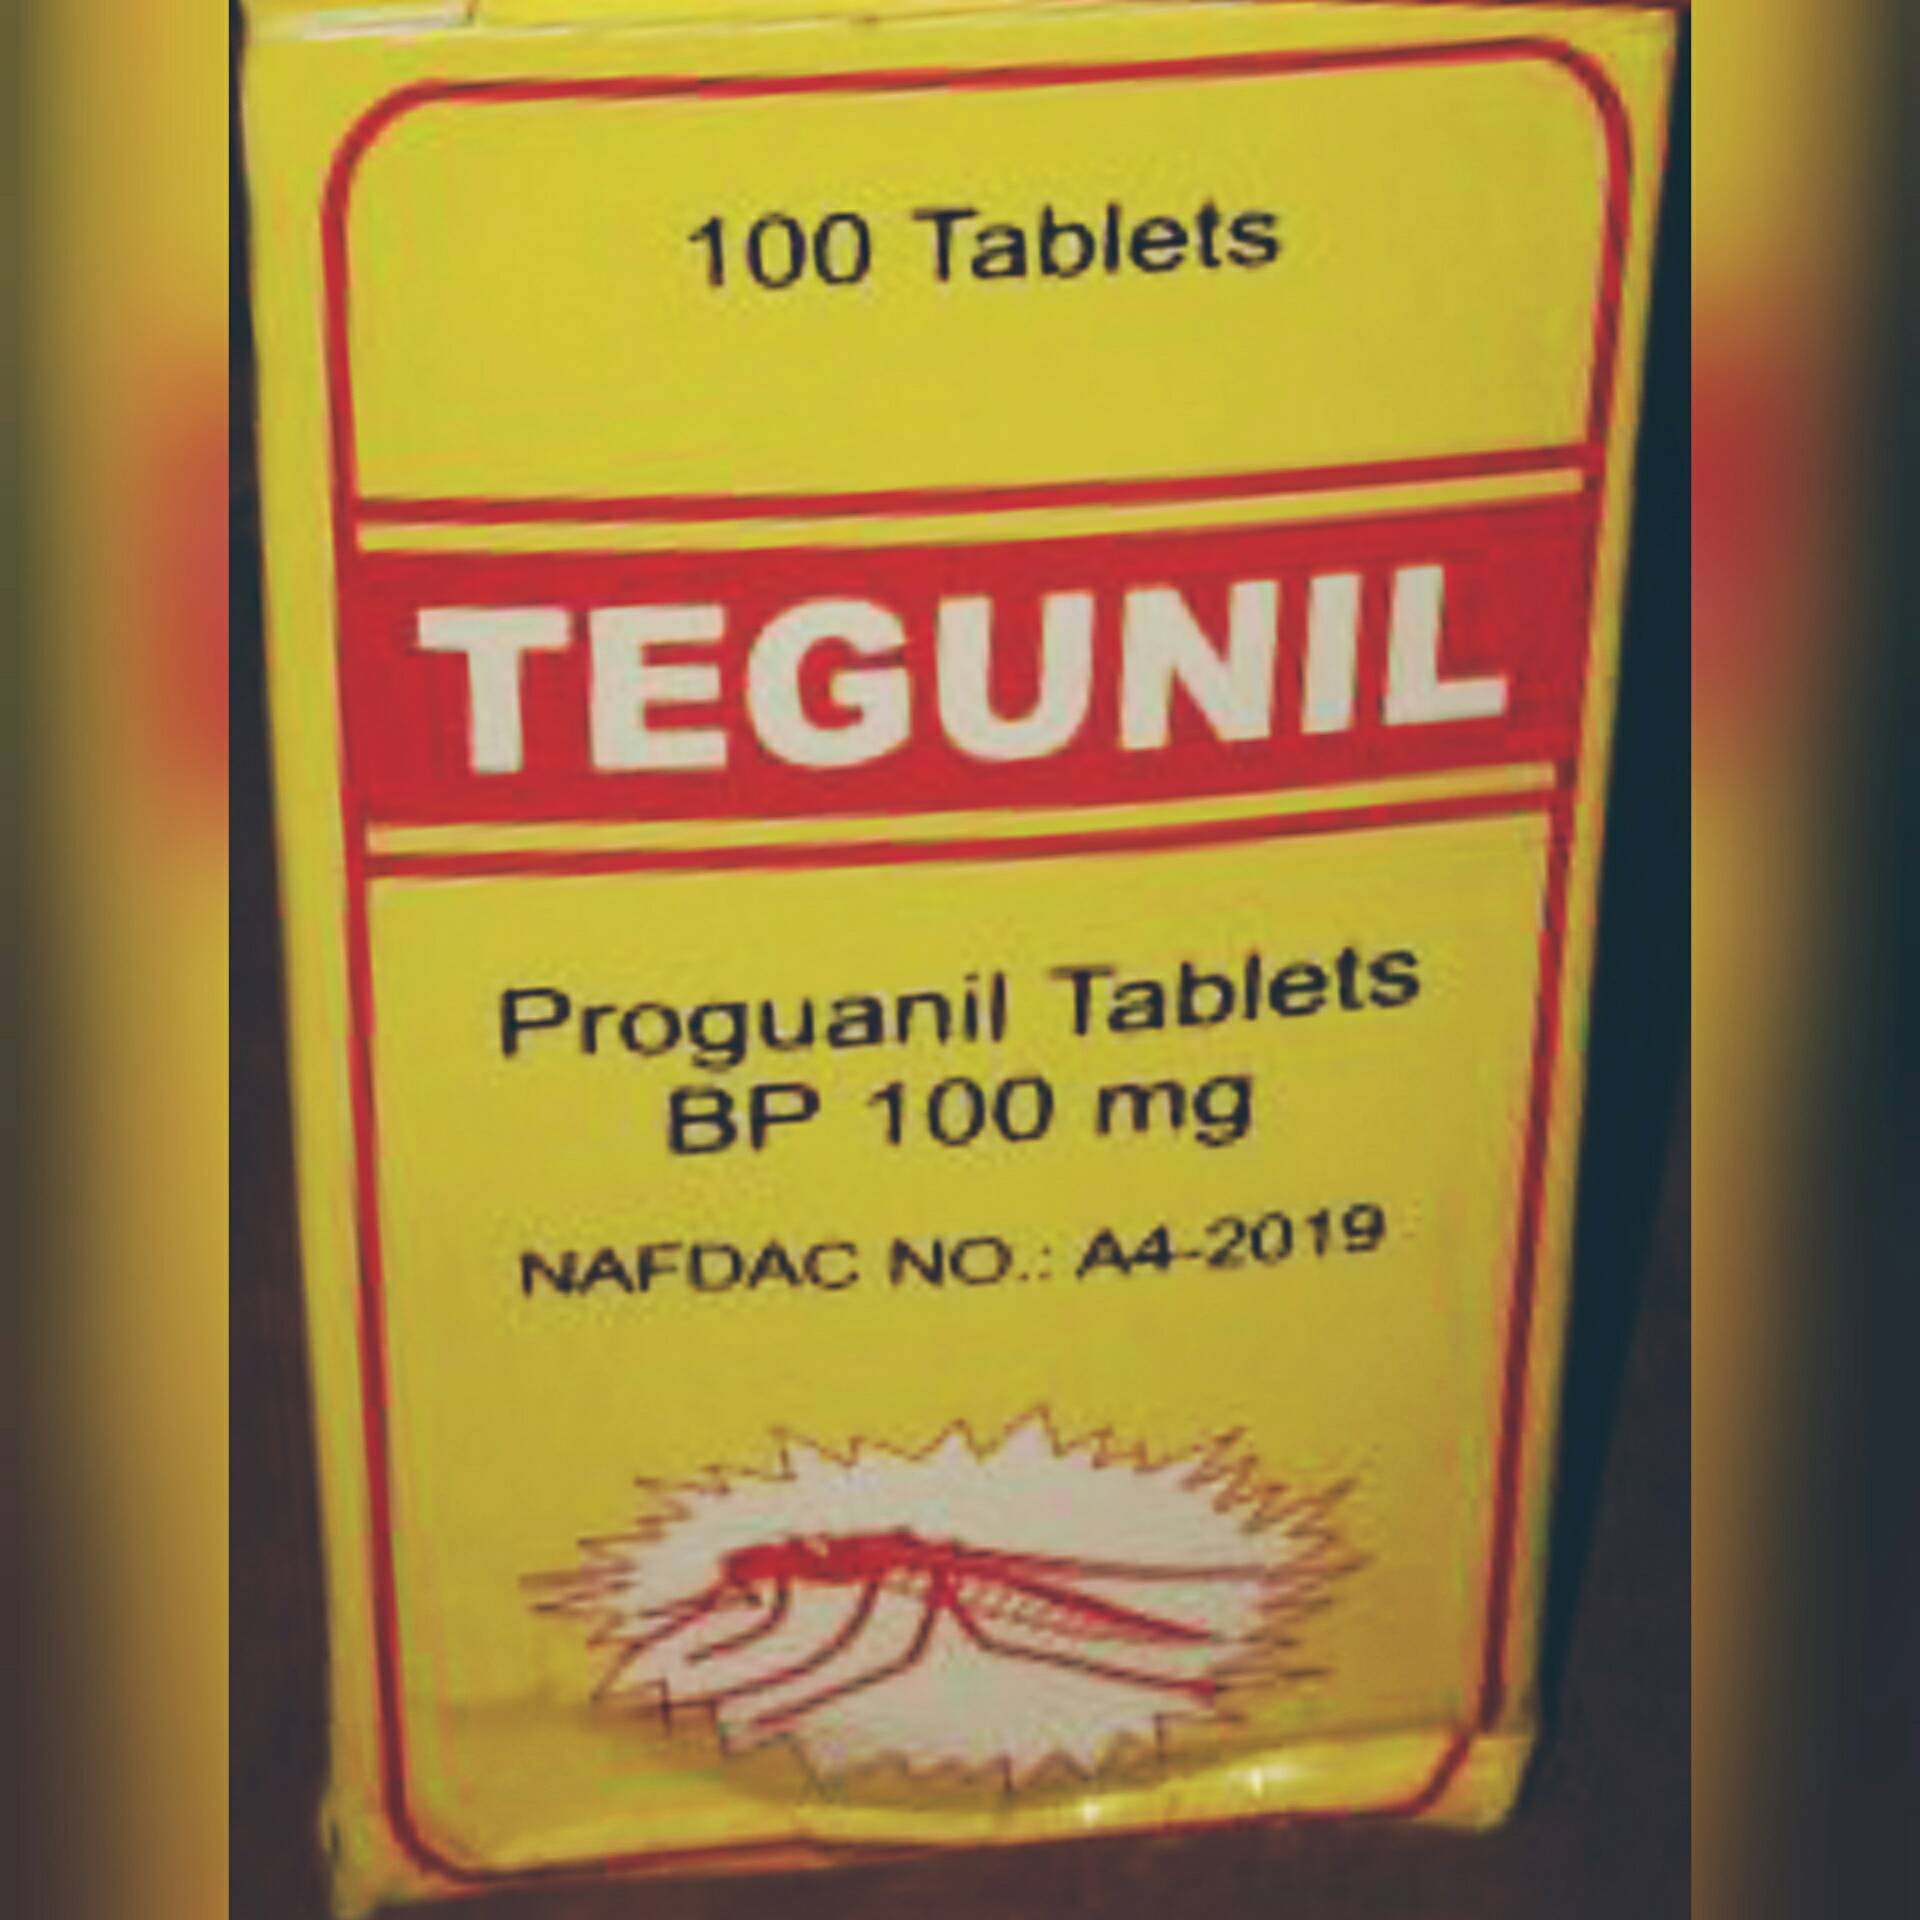 100 Tablets
TEGUNIL
Proguanil Tablets
BP 100 mg
NAFDAC NO.: A4-2019